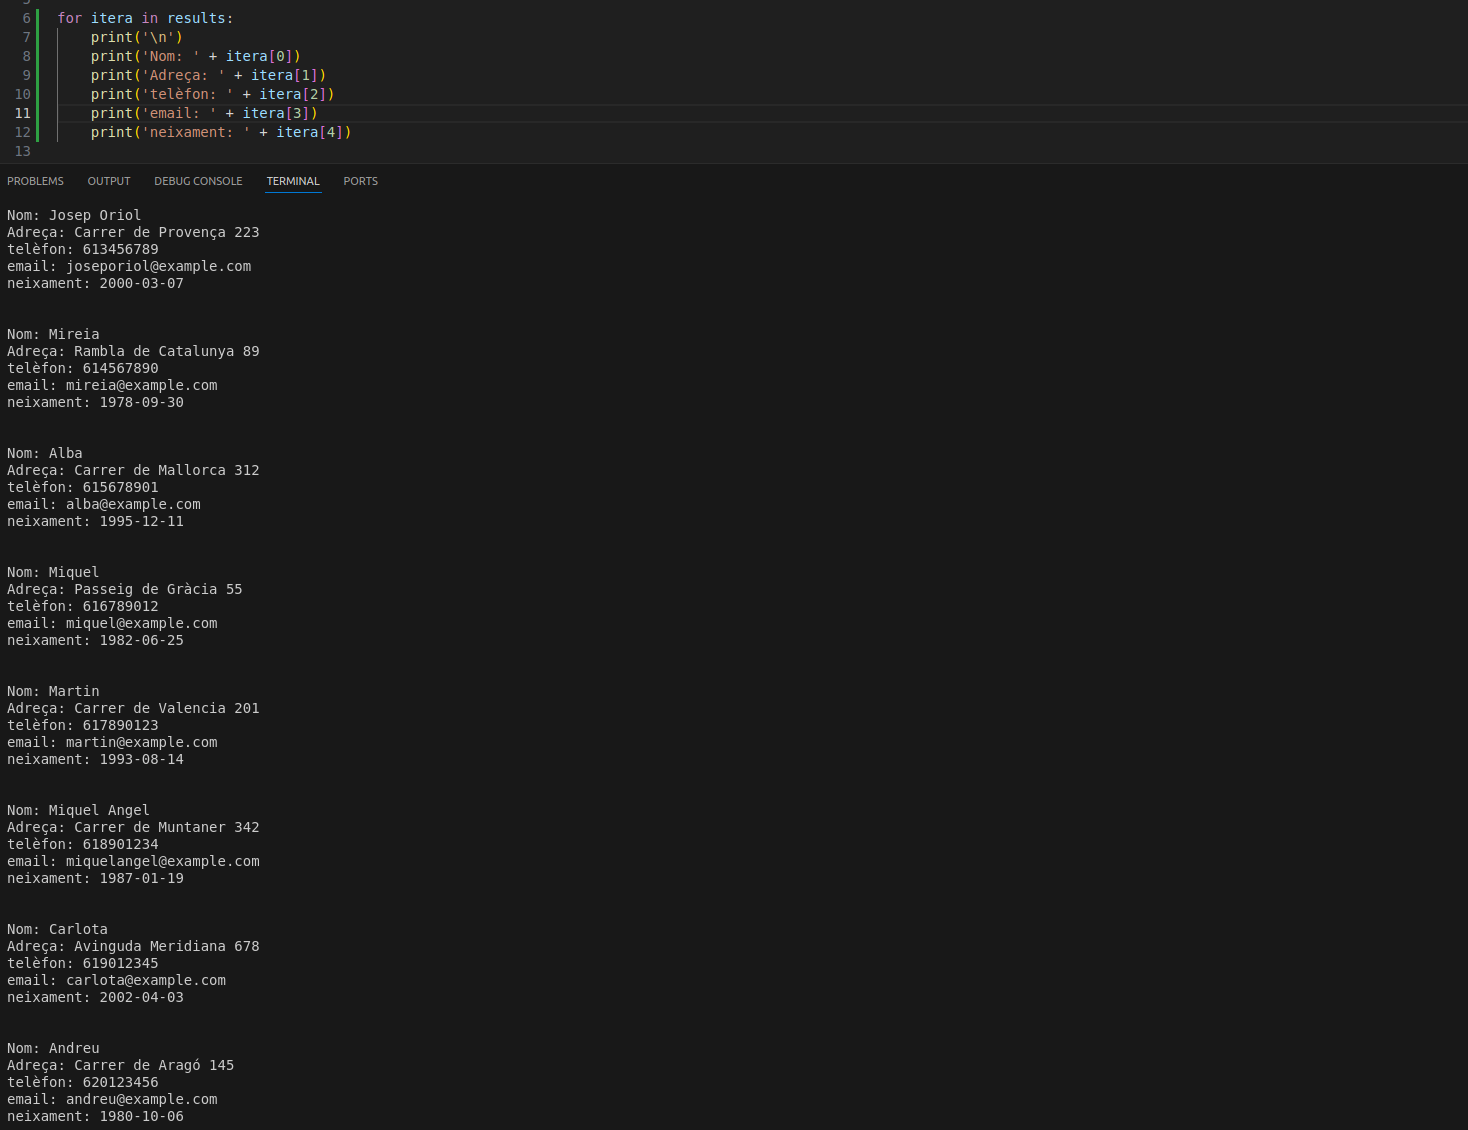 6 for itera in results:
7 print('\n')
8 print('Nom: ' + itera[0])
9 print('Adreça: ' + itera[1])
10 print('telèfon: ' + itera[2])
11 print('email: ' + itera[3])
12 print('neixament: ' + itera[4])
13
PROBLEMS OUTPUT DEBUG CONSOLE TERMINAL PORTS
Nom: Josep Oriol
Adreça: Carrer de Provença 223
telèfon: 613456789
email: joseporiol@example.com
neixament: 2000-03-07
Nom: Mireia
Adreça: Rambla de Catalunya 89
telèfon: 614567890
email: mireia@example.com
neixament: 1978-09-30
Nom: Alba
Adreça: Carrer de Mallorca 312
telèfon: 615678901
email: alba@example.com
neixament: 1995-12-11
Nom: Miquel
Adreça: Passeig de Gràcia 55
telèfon: 616789012
email: miquel@example.com
neixament: 1982-06-25
Nom: Martin
Adreça: Carrer de Valencia 201
telèfon: 617890123
email: martin@example.com
neixament: 1993-08-14
Nom: Miquel Angel
Adreça: Carrer de Muntaner 342
telèfon: 618901234
email: miquelangel@example.com
neixament: 1987-01-19
Nom: Carlota
Adreça: Avinguda Meridiana 678
telèfon: 619012345
email: carlota@example.com
neixament: 2002-04-03
Nom: Andreu
Adreça: Carrer de Aragó 145
telèfon: 620123456
email: andreu@example.com
neixament: 1980-10-06